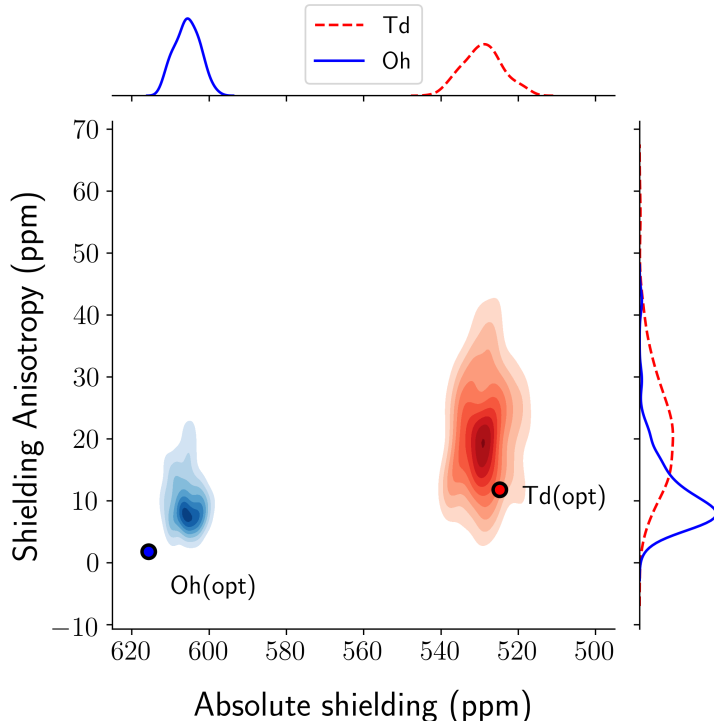 Td
Oh
70
60
50
40
30
20
10
0
−10
Shielding Anisotropy (ppm)
Td(opt)
Oh(opt)
620 600 580 560 540 520 500
Absolute shielding (ppm)